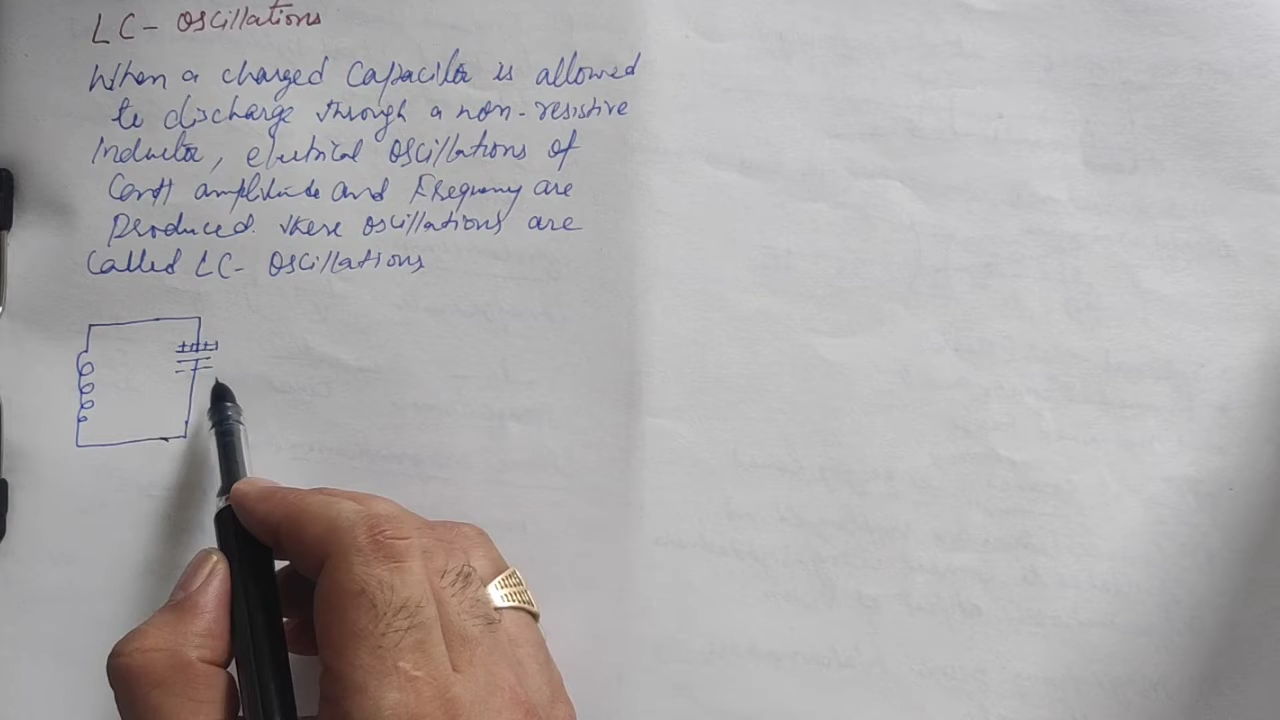 LC - Oscillations
When a charged Capacitor is allowed
to discharge through a non-resistive
Inductor, electrical oscillations of
Constt amplitude and Frequency are
Produced. these oscillations are
Called LC- Oscillations